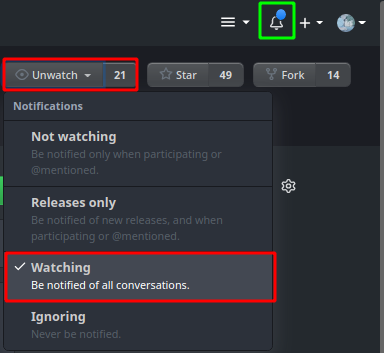 Unwatch 21 Star 49 Fork 14
Notifications
Not watching
Be notified only when participating or
@mentioned.
Releases only
Be notified of new releases, and when
participating or @mentioned.
Watching
Be notified of all conversations.
Ignoring
Never be notified.